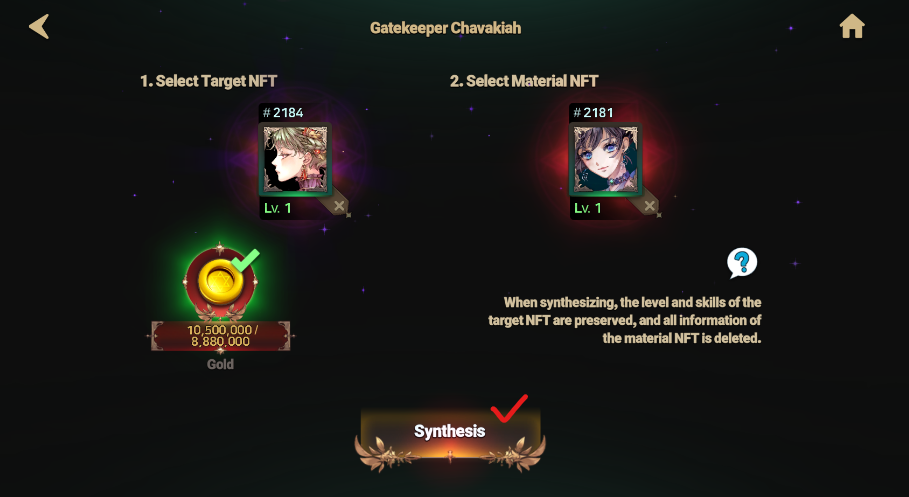 Gatekeeper Chavakiah
1. Select Target NFT
2. Select Material NFT
# 2184
# 2181
Lv. 1
Lv. 1
10,500,000 /
8,880,000
Gold
?
When synthesizing, the level and skills of the
target NFT are preserved, and all information of
the material NFT is deleted.
Synthesis